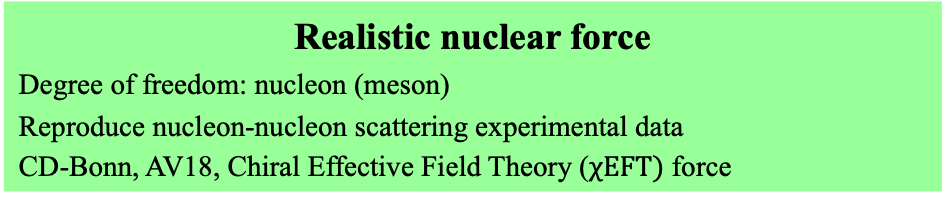 Realistic nuclear force
Degree of freedom: nucleon (meson)
Reproduce nucleon-nucleon scattering experimental data
CD-Bonn, AV18, Chiral Effective Field Theory (χEFT) force